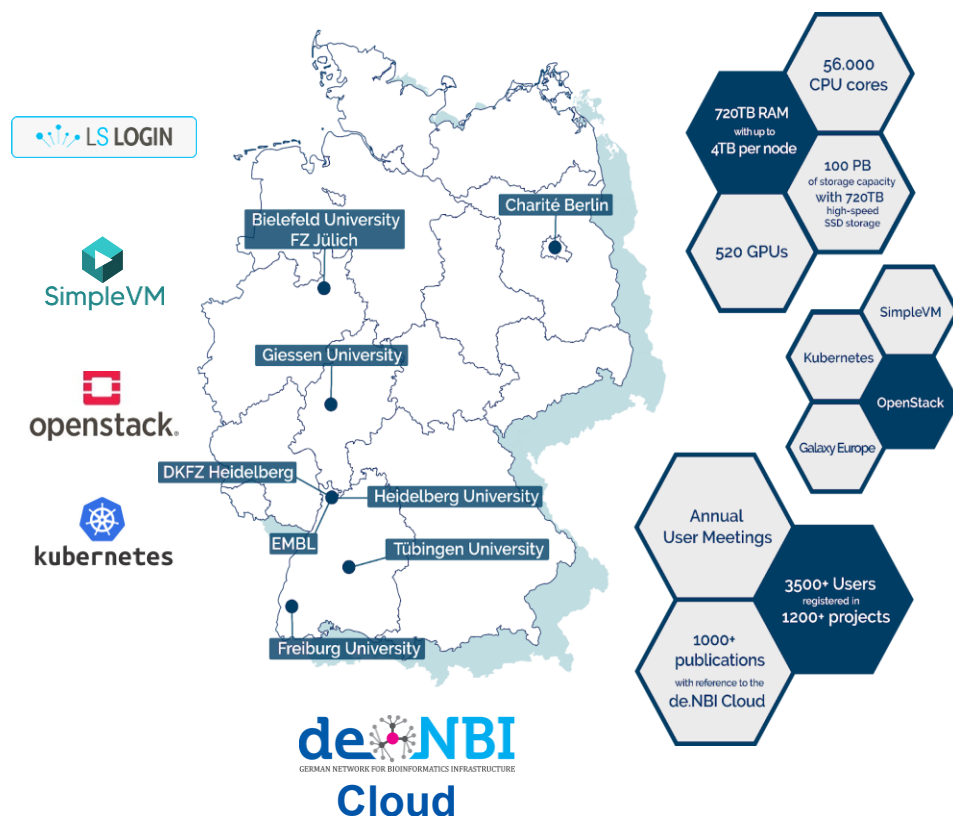 LS LOGIN
SimpleVM
openstack.
kubernetes
Bielefeld University
FZ Jülich
Charité Berlin
Giessen University
DKFZ Heidelberg
Heidelberg University
EMBL
Tübingen University
Freiburg University
56.000
CPU cores
720TB RAM
with up to
4TB per node
100 PB
of storage capacity
with 720TB
high-speed
SSD storage
520 GPUs
SimpleVM
Kubernetes
OpenStack
Galaxy Europe
Annual
User Meetings
3500+ Users
registered in
1200+ projects
1000+
publications
with reference to the
de.NBI Cloud
de NBI
GERMAN NETWORK FOR BIOINFORMATICS INFRASTRUCTURE
Cloud